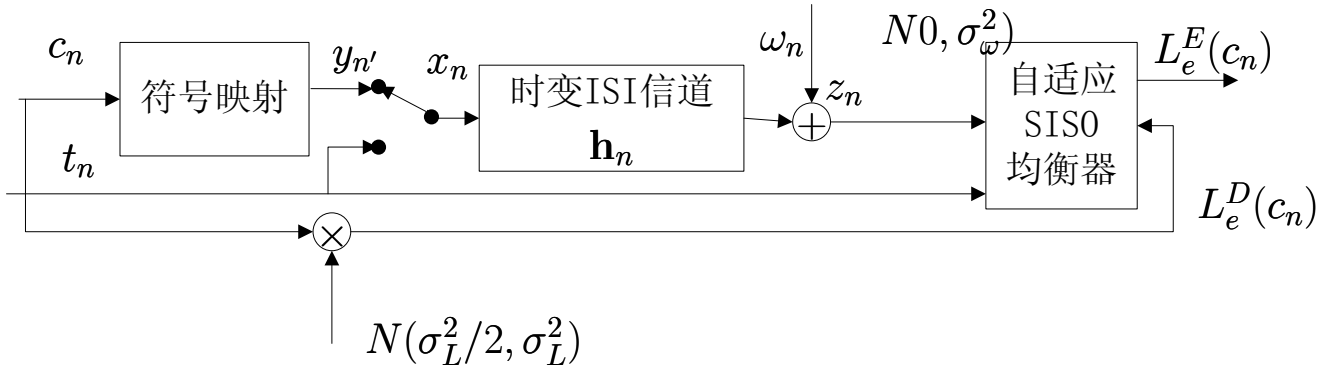 c_n
符号映射
y_{n'}
x_n
时变ISI信道
h_n
ω_n
z_n
N0, σ_ω^2)
自适应
SISO
均衡器
L_e^E(c_n)
t_n
L_e^D(c_n)
N(σ_L^2/2, σ_L^2)